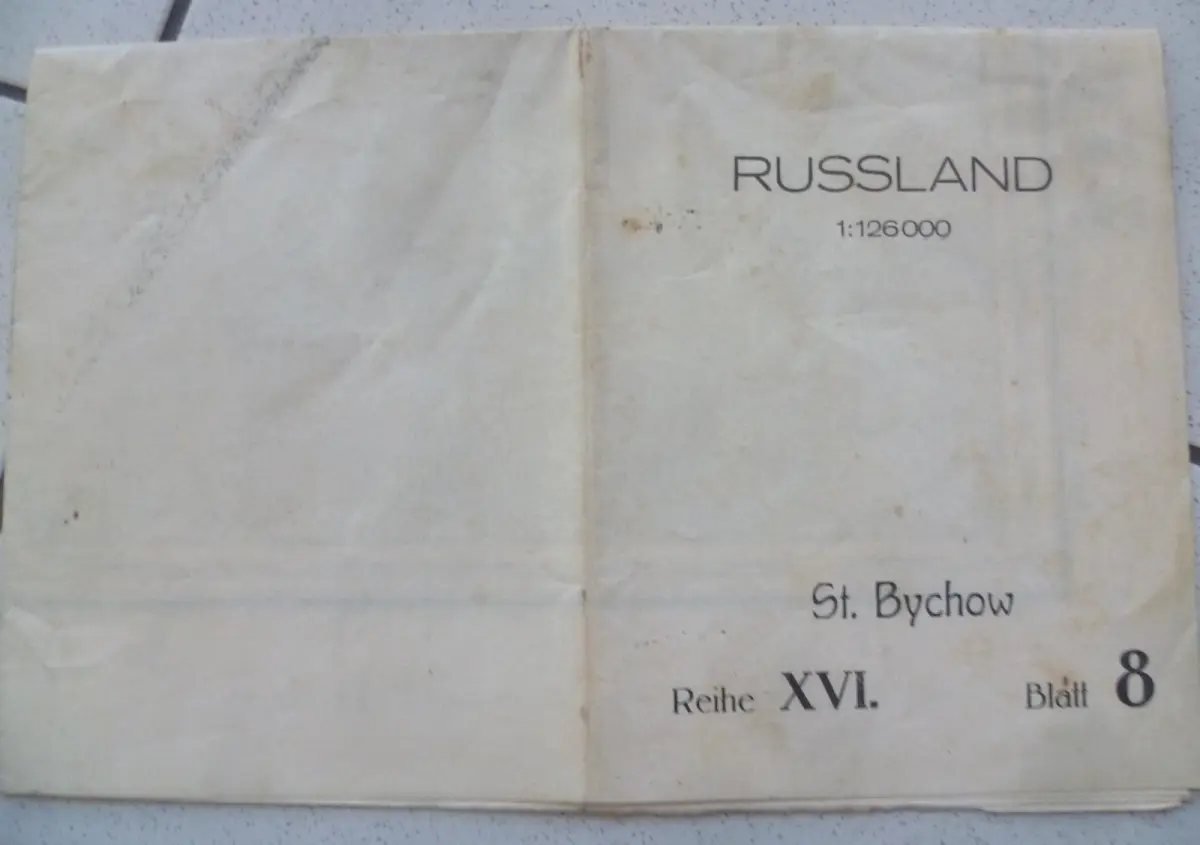 RUSSLAND
1:126000
St. Bychow
Reihe XVI. Blatt 8